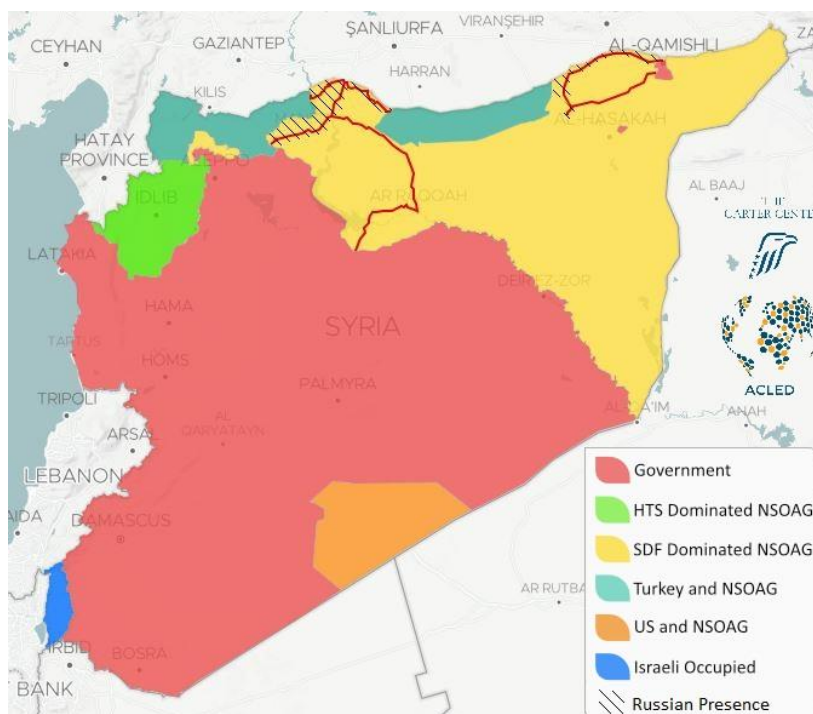 VIRANŞEHIR
ŞANLIURFA
CEYHAN
GAZIANTEP
AL-QAMISHLI
HARRAN
KILIS
HATAY
PROVINCE
AL-HASAKAH
ALEPPO
IDLIB
AR RAQQAH
AL BAAJ
THE
CARTER CENTE
LATAKIA
DEIR EZ-ZOR
HAMA
SYRIA
TARTUS
HOMS
PALMYRA
ACLED
TRIPOLI
ANAH
AL
QARYATAYN
ARSAL
LEBANON
Government
AIDA
DAMASCUS
HTS Dominated NSOAG
SDF Dominated NSOAG
Turkey and NSOAG
AR RUTBA
US and NSOAG
IRBID
BOSRA
Israeli Occupied
BANK
Russian Presence